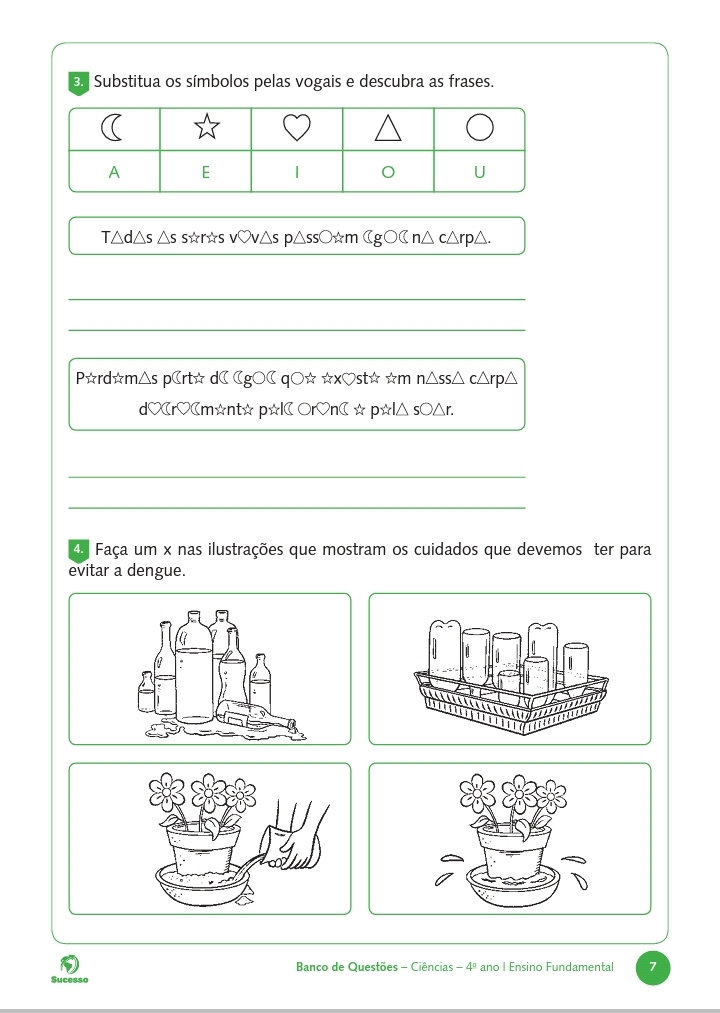 3. Substitua os símbolos pelas vogais e descubra as frases.
☾ ☆ ♡ △ ○
A E I O U
T△d△s △s s☆r☆s v♡v△s p△ss○☆m ☾g○☾ n△ c△rp△.
P☆rd☆m△s p☾rt☆ d☾ ☾g○☾ q○☆ ☆x♡st☆ ☆m n△ss△ c△rp△
d♡☾r♡☾m☆nt☆ p☆l☾ ○r♡n☾ ☆ p☆l△ s○△r.
4. Faça um x nas ilustrações que mostram os cuidados que devemos ter para
evitar a dengue.
Sucesso
Banco de Questões – Ciências – 4º ano l Ensino Fundamental
7